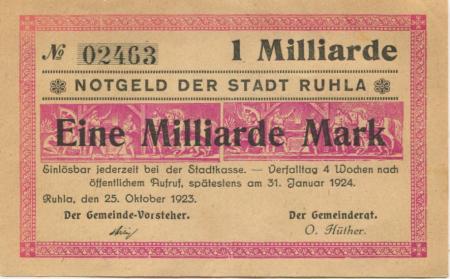 № 02463 1 Milliarde
NOTGELD DER STADT RUHLA
Eine Milliarde Mark
Einlösbar jederzeit bei der Stadtkasse. — Verfalltag 4 Wochen nach
öffentlichem Aufruf, spätestens am 31. Januar 1924.
Ruhla, den 25. Oktober 1923.
Der Gemeinde-Vorsteher. Der Gemeinderat.
O. Hüther.